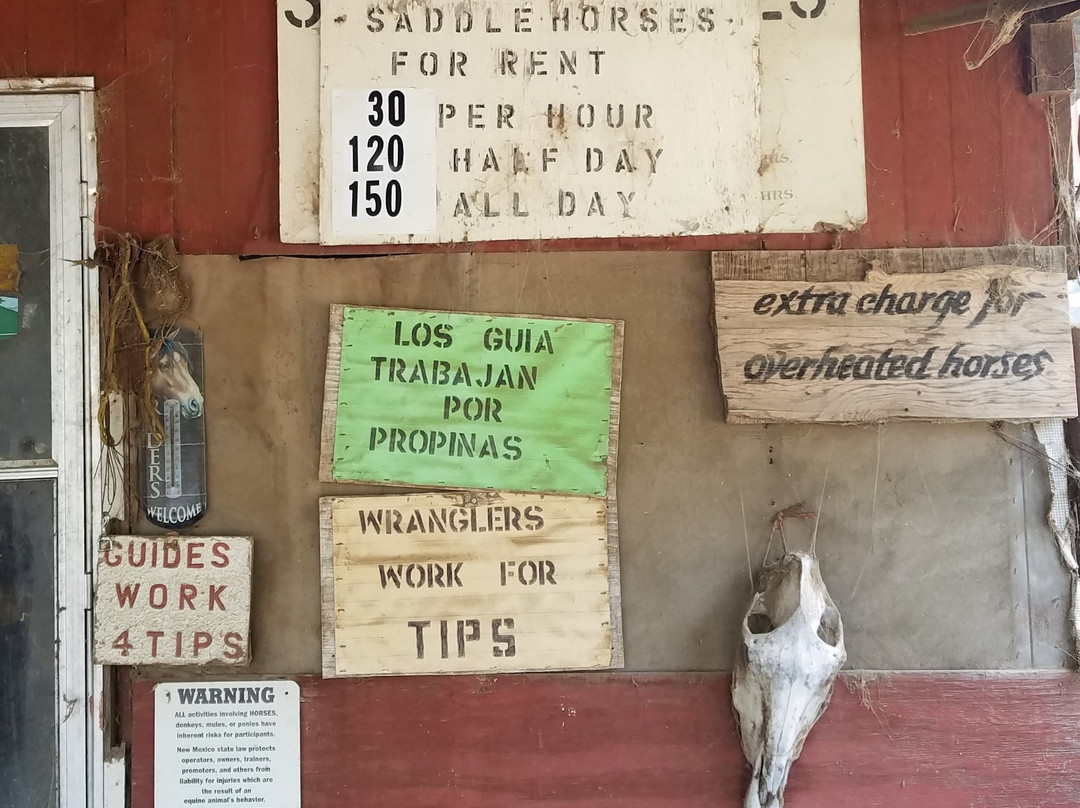 SADDLE HORSES
FOR RENT
30 PER HOUR
120 HALF DAY
150 ALL DAY
HRS.
HRS.
extra charge for
overheated horses
LOS GUIA
TRABAJAN
POR
PROPINAS
WRANGLERS
WORK FOR
TIPS
WELCOME
GUIDES
WORK
4 TIPS
WARNING
ALL activities involving HORSES,
donkeys, mules, or ponies have
inherent risks for participants.
New Mexico state law protects
operators, owners, trainers,
promoters, and others from
liability for injuries which are
the result of an
equine animal's behavior.